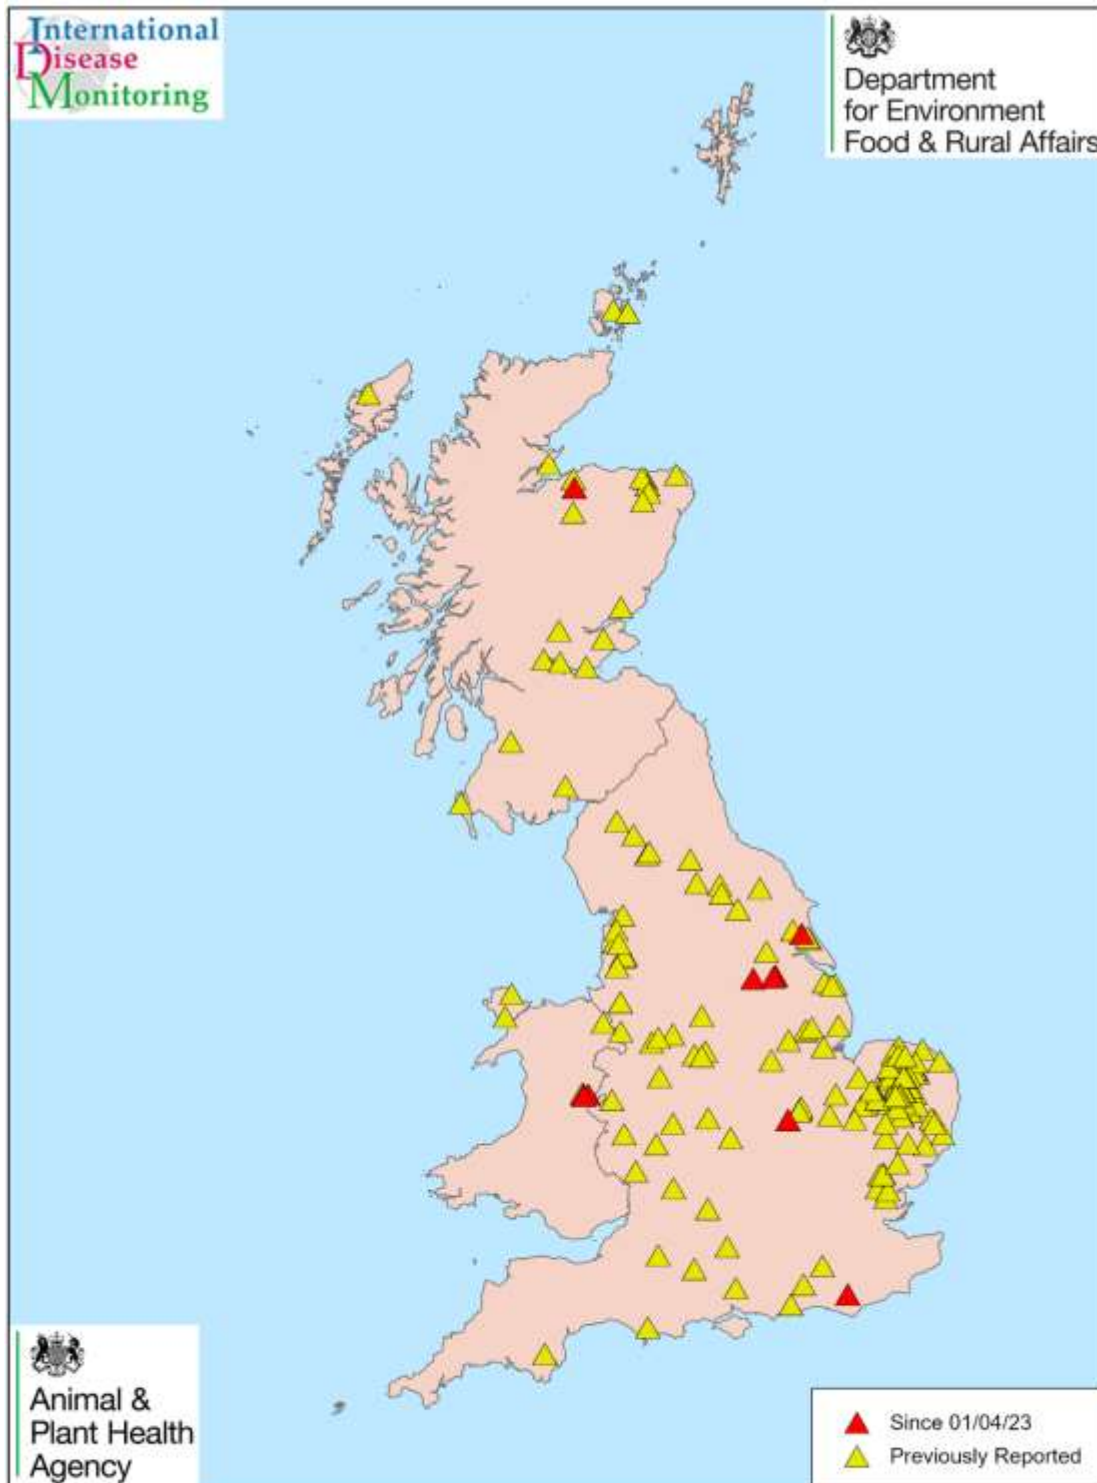 International
Disease
Monitoring
Department
for Environment
Food & Rural Affairs
Animal &
Plant Health
Agency
Since 01/04/23
Previously Reported